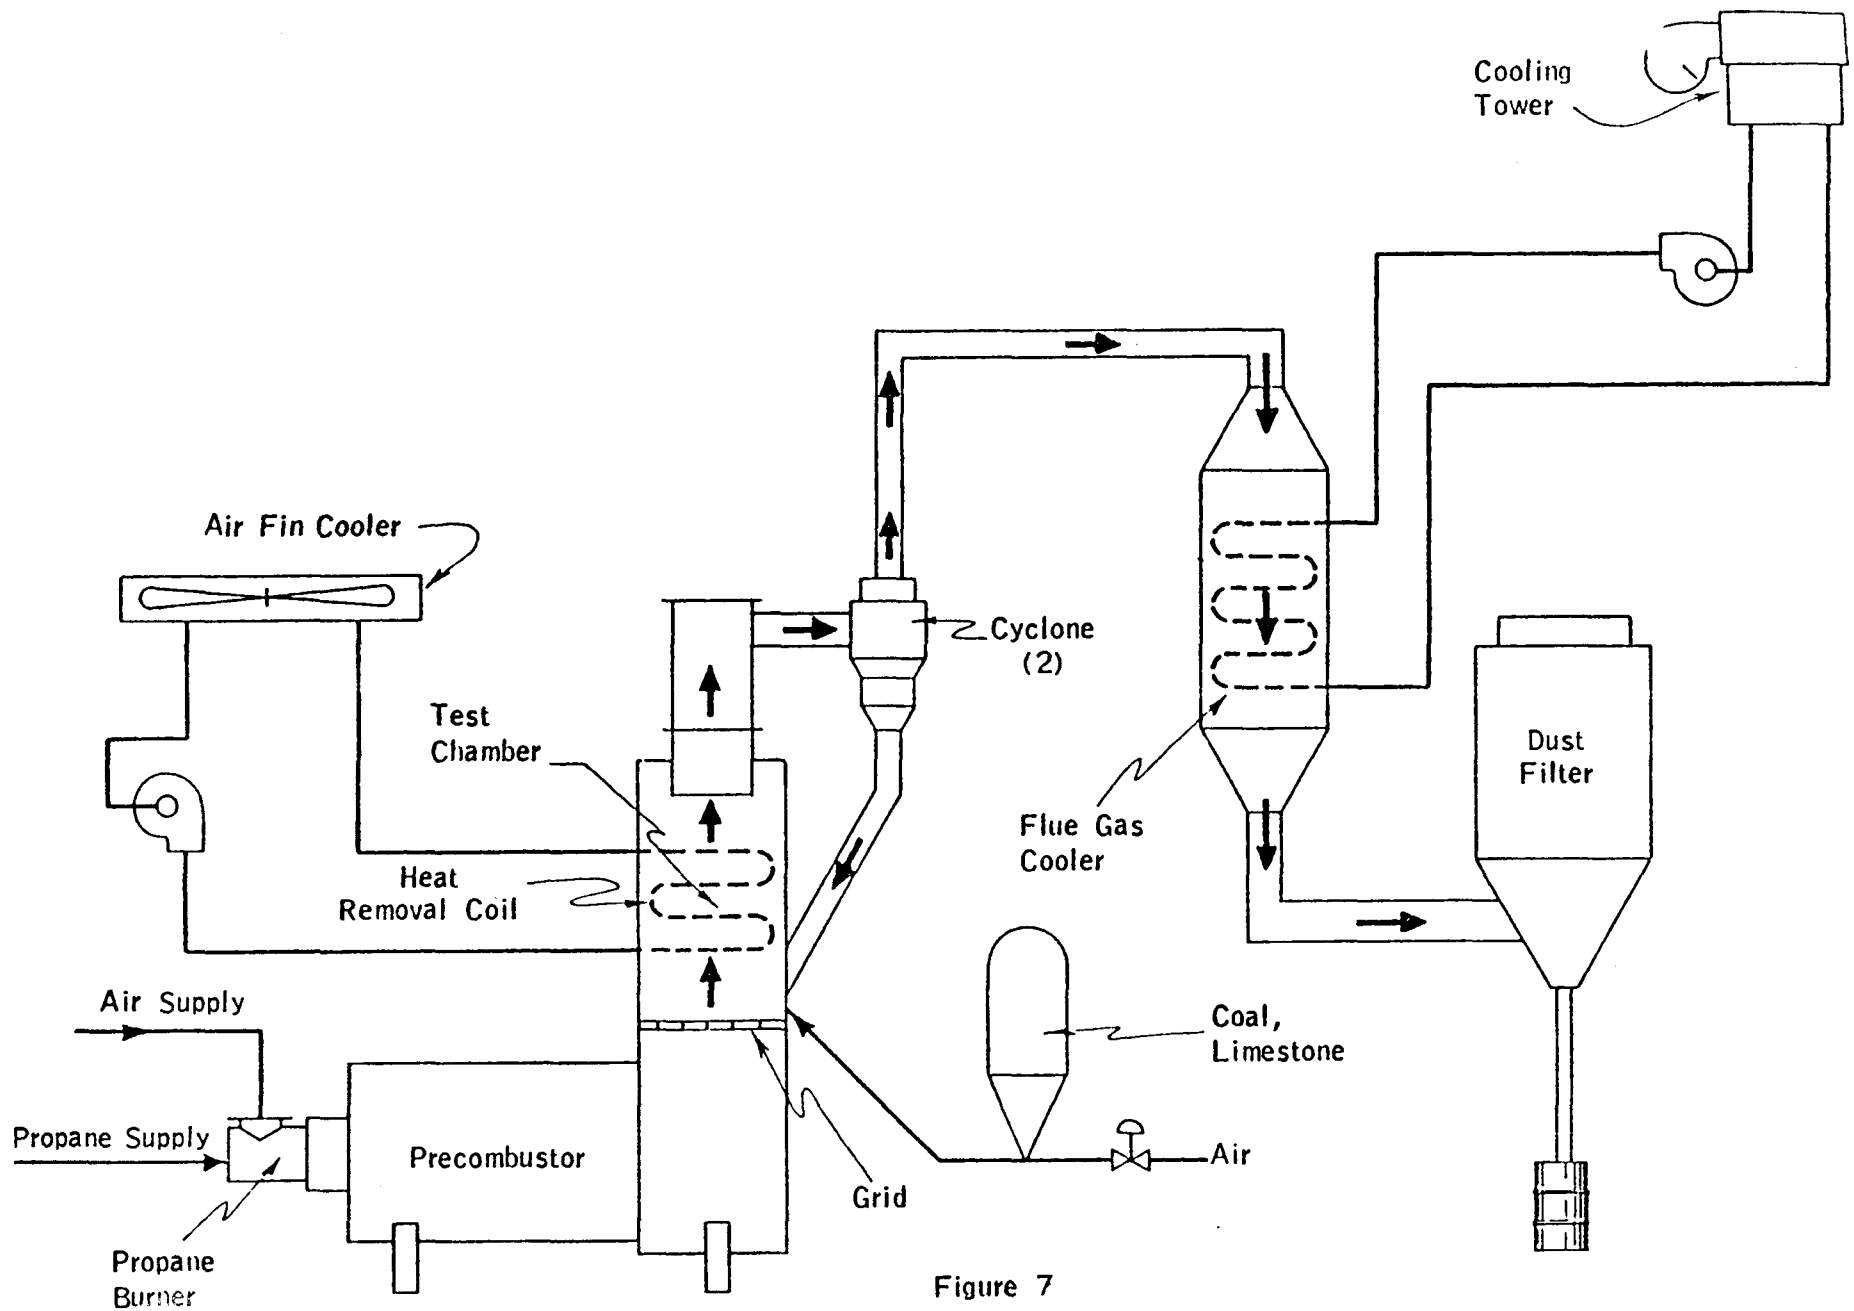 Cooling
Tower
Air Fin Cooler
Cyclone
(2)
Test
Chamber
Dust
Filter
Flue Gas
Cooler
Heat
Removal Coil
Air Supply
Coal,
Limestone
Propane Supply
Precombustor
Air
Grid
Propane
Burner
Figure 7